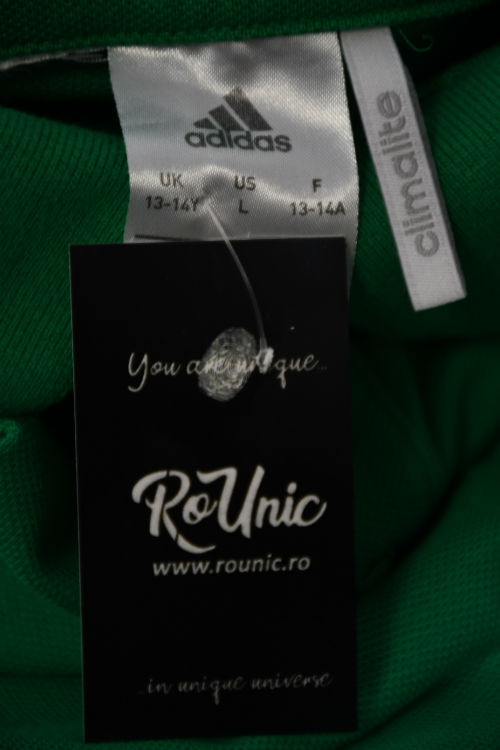 adidas
UK US F
13-14Y L 13-14A
climalite
You are unique...
RoUnic
www.rounic.ro
...in unique universe